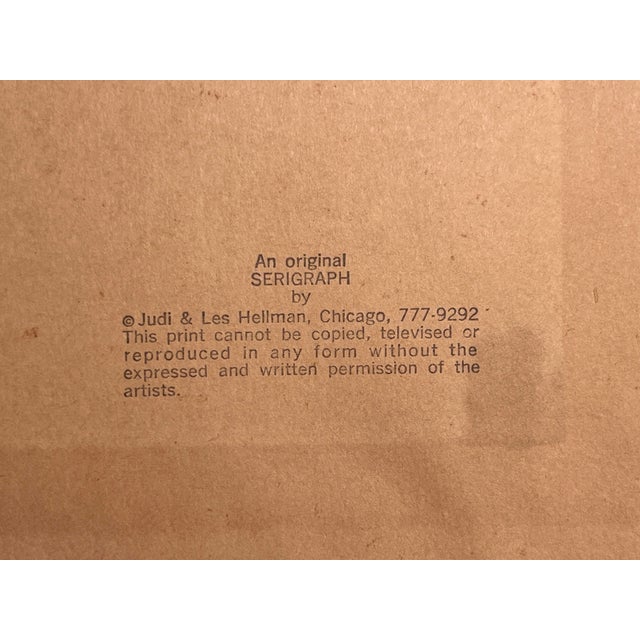 An original
SERIGRAPH
by
© Judi & Les Hellman, Chicago, 777-9292
This print cannot be copied, televised or
reproduced in any form without the
expressed and written permission of the
artists.